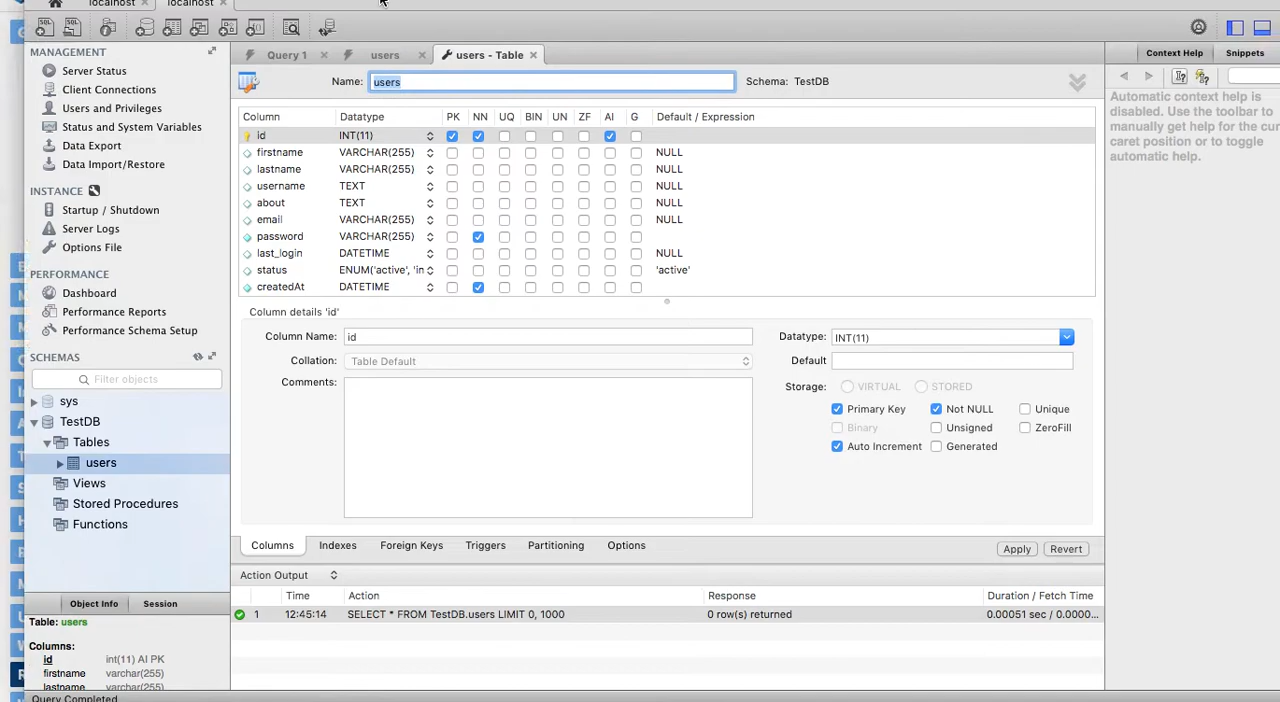 localhost
localhost
MANAGEMENT
Server Status
Client Connections
Users and Privileges
Status and System Variables
Data Export
Data Import/Restore
INSTANCE
Startup / Shutdown
Server Logs
Options File
PERFORMANCE
Dashboard
Performance Reports
Performance Schema Setup
SCHEMAS
Filter objects
sys
TestDB
Tables
users
Views
Stored Procedures
Functions
Object Info Session
Table: users
Columns:
id int(11) AI PK
firstname varchar(255)
lastname varchar(255)
Query Completed
Query 1
users
users - Table
Name: users Schema: TestDB
Column Datatype PK NN UQ BIN UN ZF AI G Default / Expression
id INT(11)
firstname VARCHAR(255) NULL
lastname VARCHAR(255) NULL
username TEXT NULL
about TEXT NULL
email VARCHAR(255) NULL
password VARCHAR(255)
last_login DATETIME NULL
status ENUM('active', 'in 'active'
createdAt DATETIME
Column details 'id'
Column Name: id Datatype: INT(11)
Collation: Table Default Default
Comments: Storage: VIRTUAL STORED
Primary Key Not NULL Unique
Binary Unsigned ZeroFill
Auto Increment Generated
Columns Indexes Foreign Keys Triggers Partitioning Options Apply Revert
Action Output
Time Action Response Duration / Fetch Time
1 12:45:14 SELECT * FROM TestDB.users LIMIT 0, 1000 0 row(s) returned 0.00051 sec / 0.0000...
Context Help Snippets
Automatic context help is
disabled. Use the toolbar to
manually get help for the cur
caret position or to toggle
automatic help.